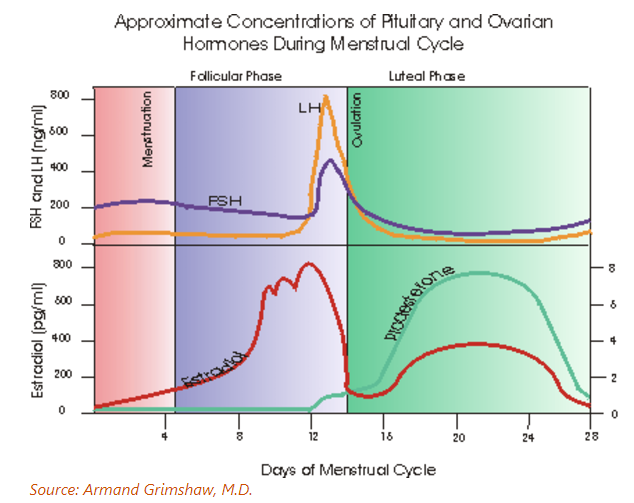 Approximate Concentrations of Pituitary and Ovarian
Hormones During Menstrual Cycle
Follicular Phase
Luteal Phase
FSH and LH (ng/ml)
800
600
400
200
0
Menstruation
FSH
LH
Ovulation
Estradiol (pg/ml)
800
600
400
200
0
Estradiol
Progesterone
8
6
4
2
0
4 8 12 16 20 24 28
Days of Menstrual Cycle
Source: Armand Grimshaw, M.D.